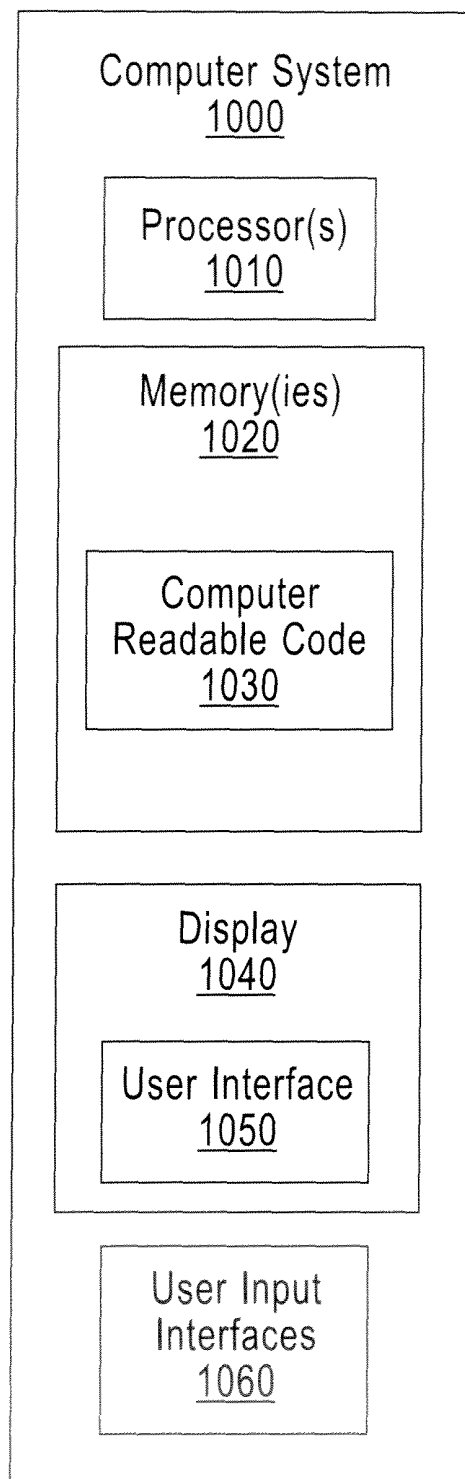 Computer System
1000
Processor(s)
1010
Memory(ies)
1020
Computer
Readable Code
1030
Display
1040
User Interface
1050
User Input
Interfaces
1060